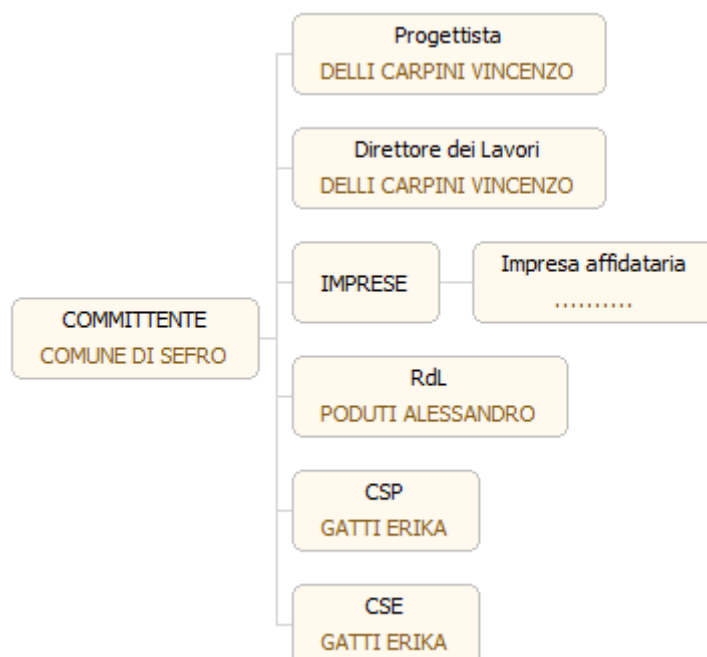 Progettista
DELLI CARPINI VINCENZO
Direttore dei Lavori
DELLI CARPINI VINCENZO
IMPRESE
Impresa affidataria
..........
COMMITTENTE
COMUNE DI SEFRO
RdL
PODUTI ALESSANDRO
CSP
GATTI ERIKA
CSE
GATTI ERIKA